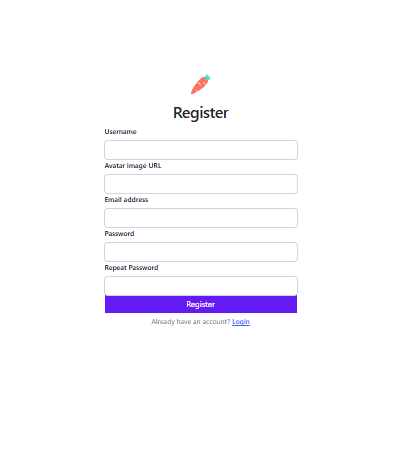 Register
Username
Avatar image URL
Email address
Password
Repeat Password
Register
Already have an account? Login